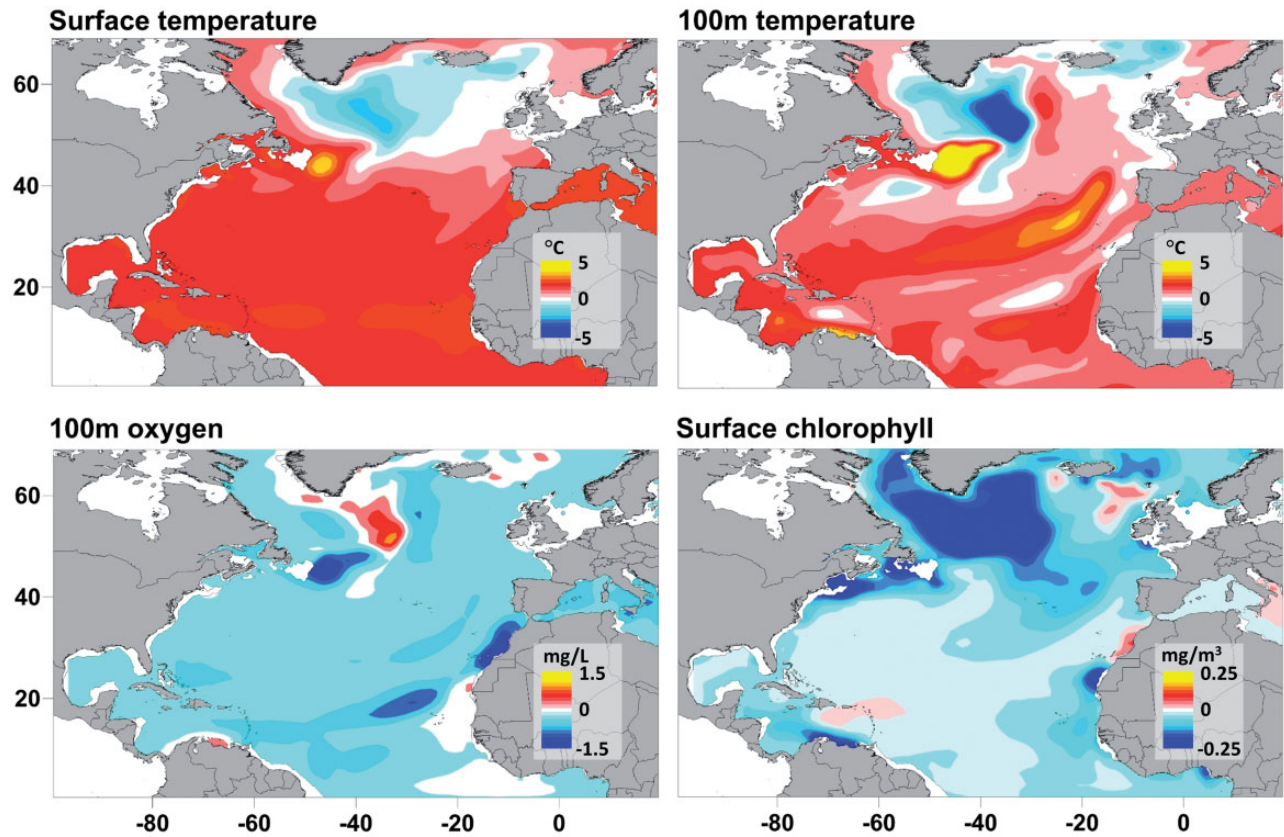 Surface temperature
100m temperature
60
40
20
°C
5
0
-5
°C
5
0
-5
100m oxygen
Surface chlorophyll
60
40
20
mg/L
1.5
0
-1.5
mg/m³
0.25
0
-0.25
-80 -60 -40 -20 0
-80 -60 -40 -20 0